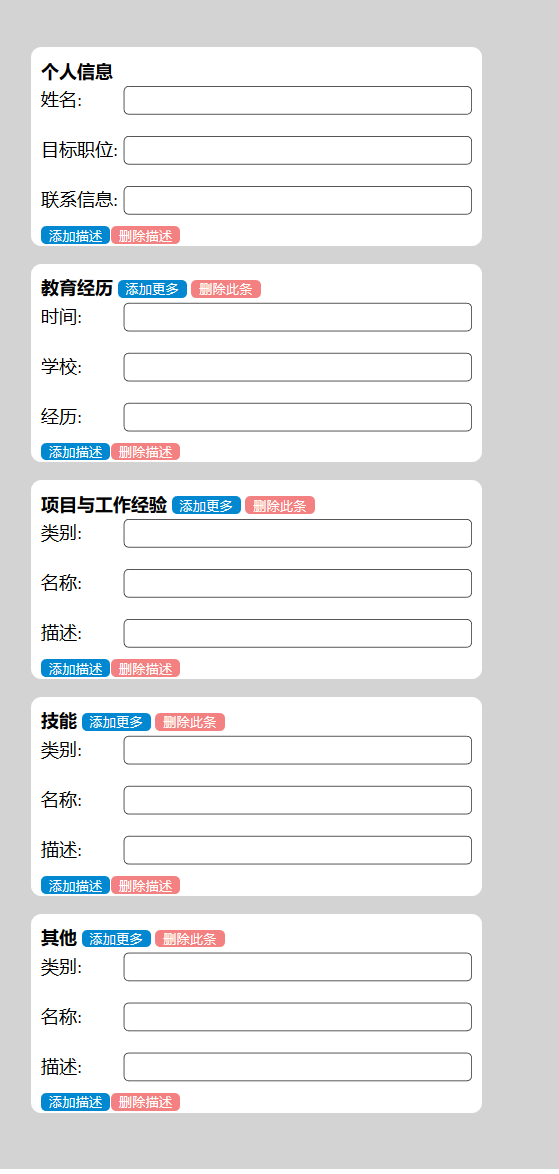 个人信息
姓名:
目标职位:
联系信息:
添加描述 删除描述
教育经历 添加更多 删除此条
时间:
学校:
经历:
添加描述 删除描述
项目与工作经验 添加更多 删除此条
类别:
名称:
描述:
添加描述 删除描述
技能 添加更多 删除此条
类别:
名称:
描述:
添加描述 删除描述
其他 添加更多 删除此条
类别:
名称:
描述:
添加描述 删除描述